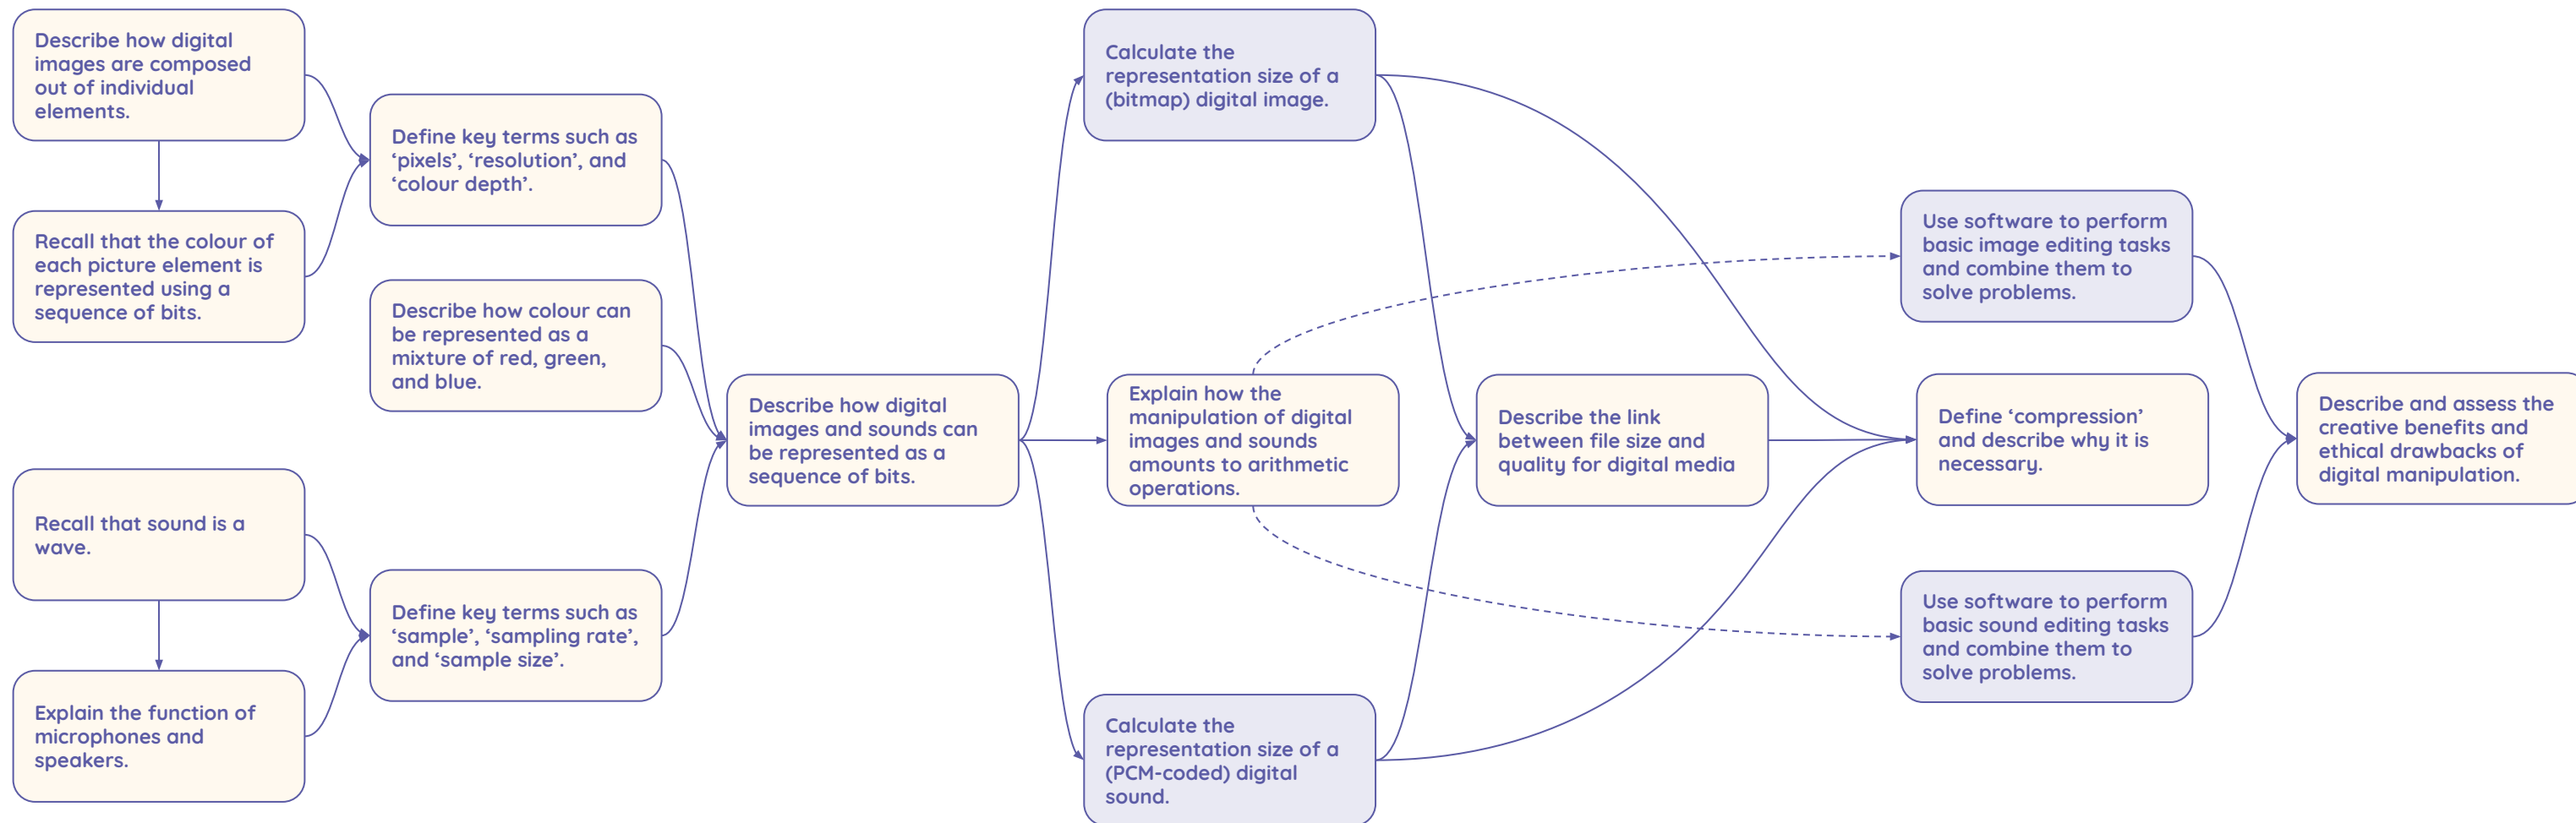 Describe how digital
images are composed
out of individual
elements.
Recall that the colour of
each picture element is
represented using a
sequence of bits.
Recall that sound is a
wave.
Explain the function of
microphones and
speakers.
Define key terms such as
‘pixels’, ‘resolution’, and
‘colour depth’.
Describe how colour can
be represented as a
mixture of red, green,
and blue.
Define key terms such as
‘sample’, ‘sampling rate’,
and ‘sample size’.
Describe how digital
images and sounds can
be represented as a
sequence of bits.
Calculate the
representation size of a
(bitmap) digital image.
Explain how the
manipulation of digital
images and sounds
amounts to arithmetic
operations.
Calculate the
representation size of a
(PCM-coded) digital
sound.
Describe the link
between file size and
quality for digital media
Use software to perform
basic image editing tasks
and combine them to
solve problems.
Define ‘compression’
and describe why it is
necessary.
Use software to perform
basic sound editing tasks
and combine them to
solve problems.
Describe and assess the
creative benefits and
ethical drawbacks of
digital manipulation.